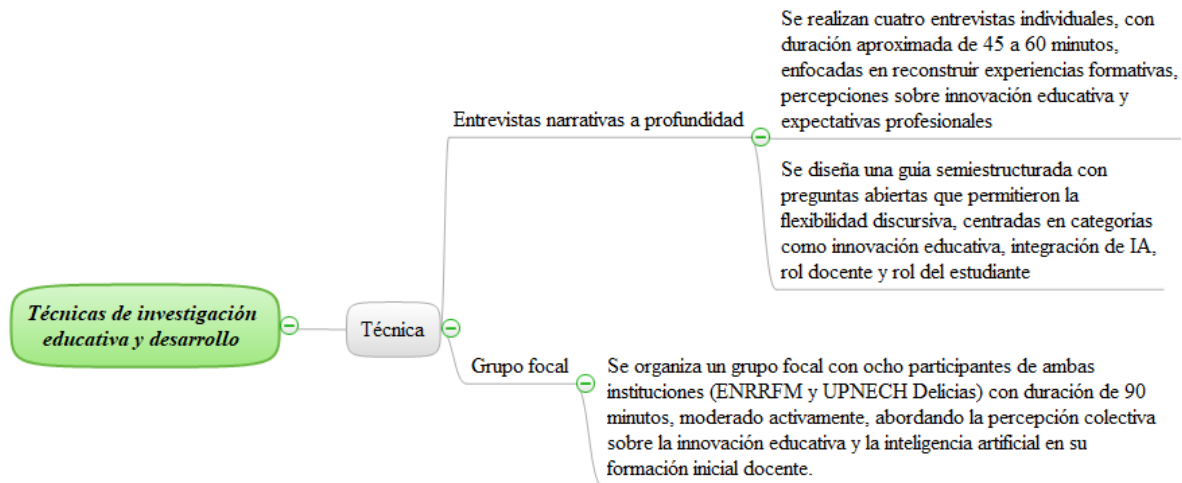 Se realizan cuatro entrevistas individuales, con
duración aproximada de 45 a 60 minutos,
enfocadas en reconstruir experiencias formativas,
percepciones sobre innovación educativa y
expectativas profesionales
Entrevistas narrativas a profundidad
Se diseña una guía semiestructurada con
preguntas abiertas que permitieron la
flexibilidad discursiva, centradas en categorías
como innovación educativa, integración de IA,
rol docente y rol del estudiante
Técnicas de investigación
educativa y desarrollo
Técnica
Grupo focal
Se organiza un grupo focal con ocho participantes de ambas
instituciones (ENRRFM y UPNECH Delicias) con duración de 90
minutos, moderado activamente, abordando la percepción colectiva
sobre la innovación educativa y la inteligencia artificial en su
formación inicial docente.